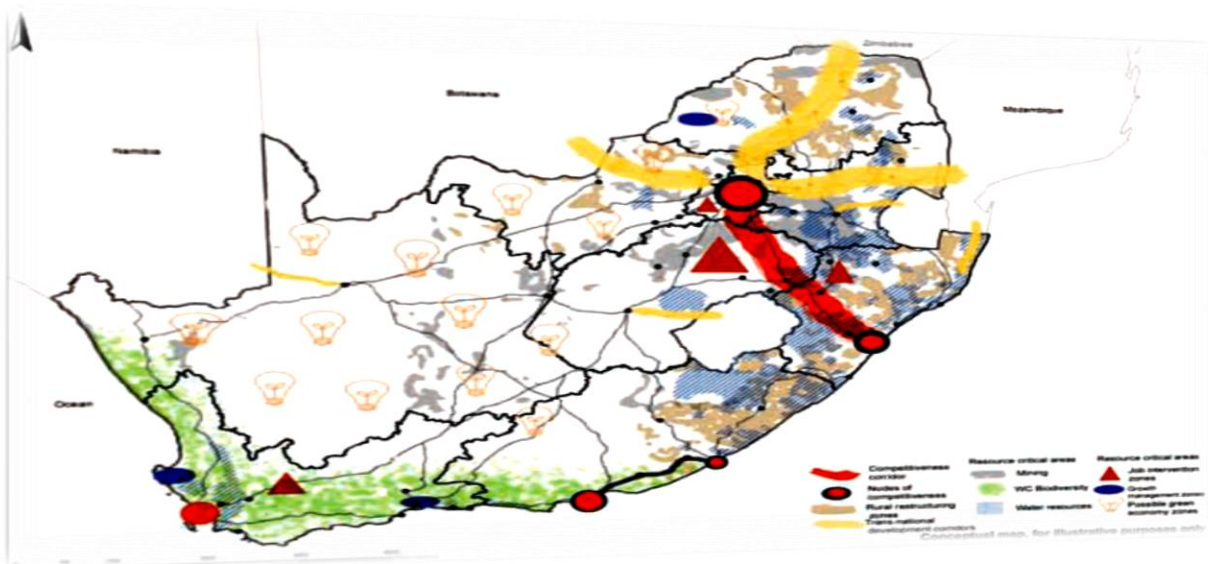 Zimbabwe
Botswana
Mozambique
Namibia
Ocean
Competitiveness
corridor
Nodes of
competitiveness
Rural restructuring
zones
Trans-national
development corridors
Resource critical areas
Mining
WC Biodiversity
Water resources
Resource critical areas
Job intervention
zones
Growth
management zones
Possible green
economy zones
Conceptual map, for illustrative purposes only